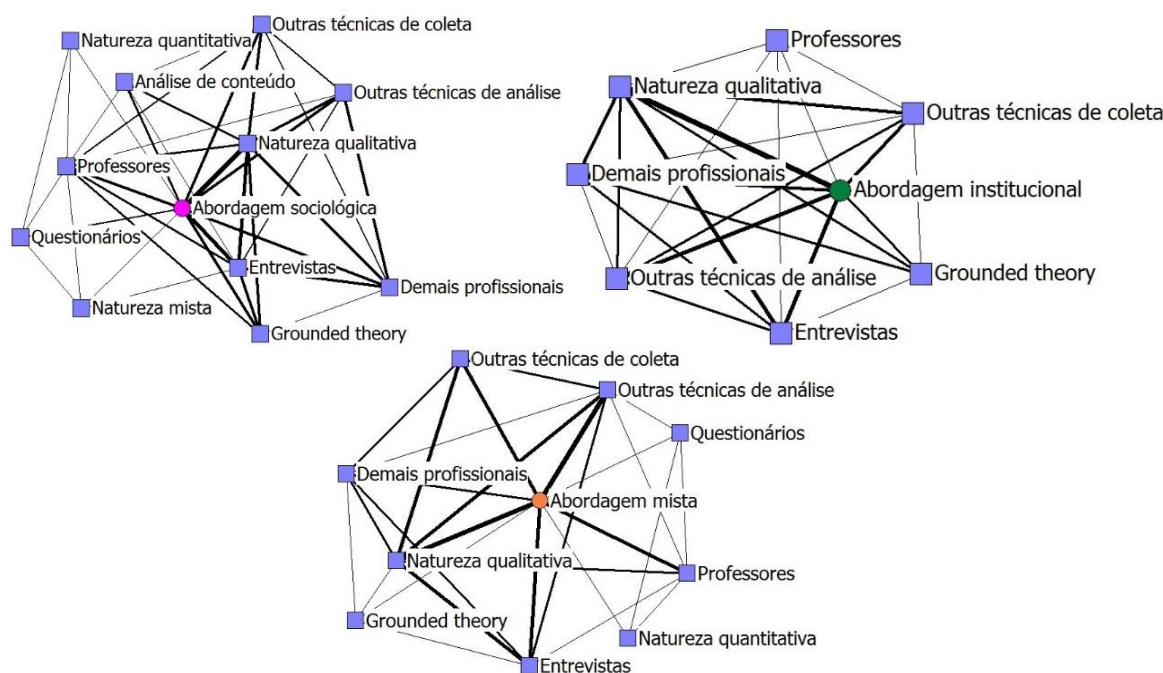 Outras técnicas de coleta
Natureza quantitativa
Análise de conteúdo
Outras técnicas de análise
Natureza qualitativa
Professores
Abordagem sociológica
Questionários
Entrevistas
Demais profissionais
Natureza mista
Grounded theory
Professores
Natureza qualitativa
Outras técnicas de coleta
Demais profissionais
Abordagem institucional
Outras técnicas de análise
Grounded theory
Entrevistas
Outras técnicas de coleta
Outras técnicas de análise
Questionários
Demais profissionais
Abordagem mista
Natureza qualitativa
Professores
Grounded theory
Natureza quantitativa
Entrevistas